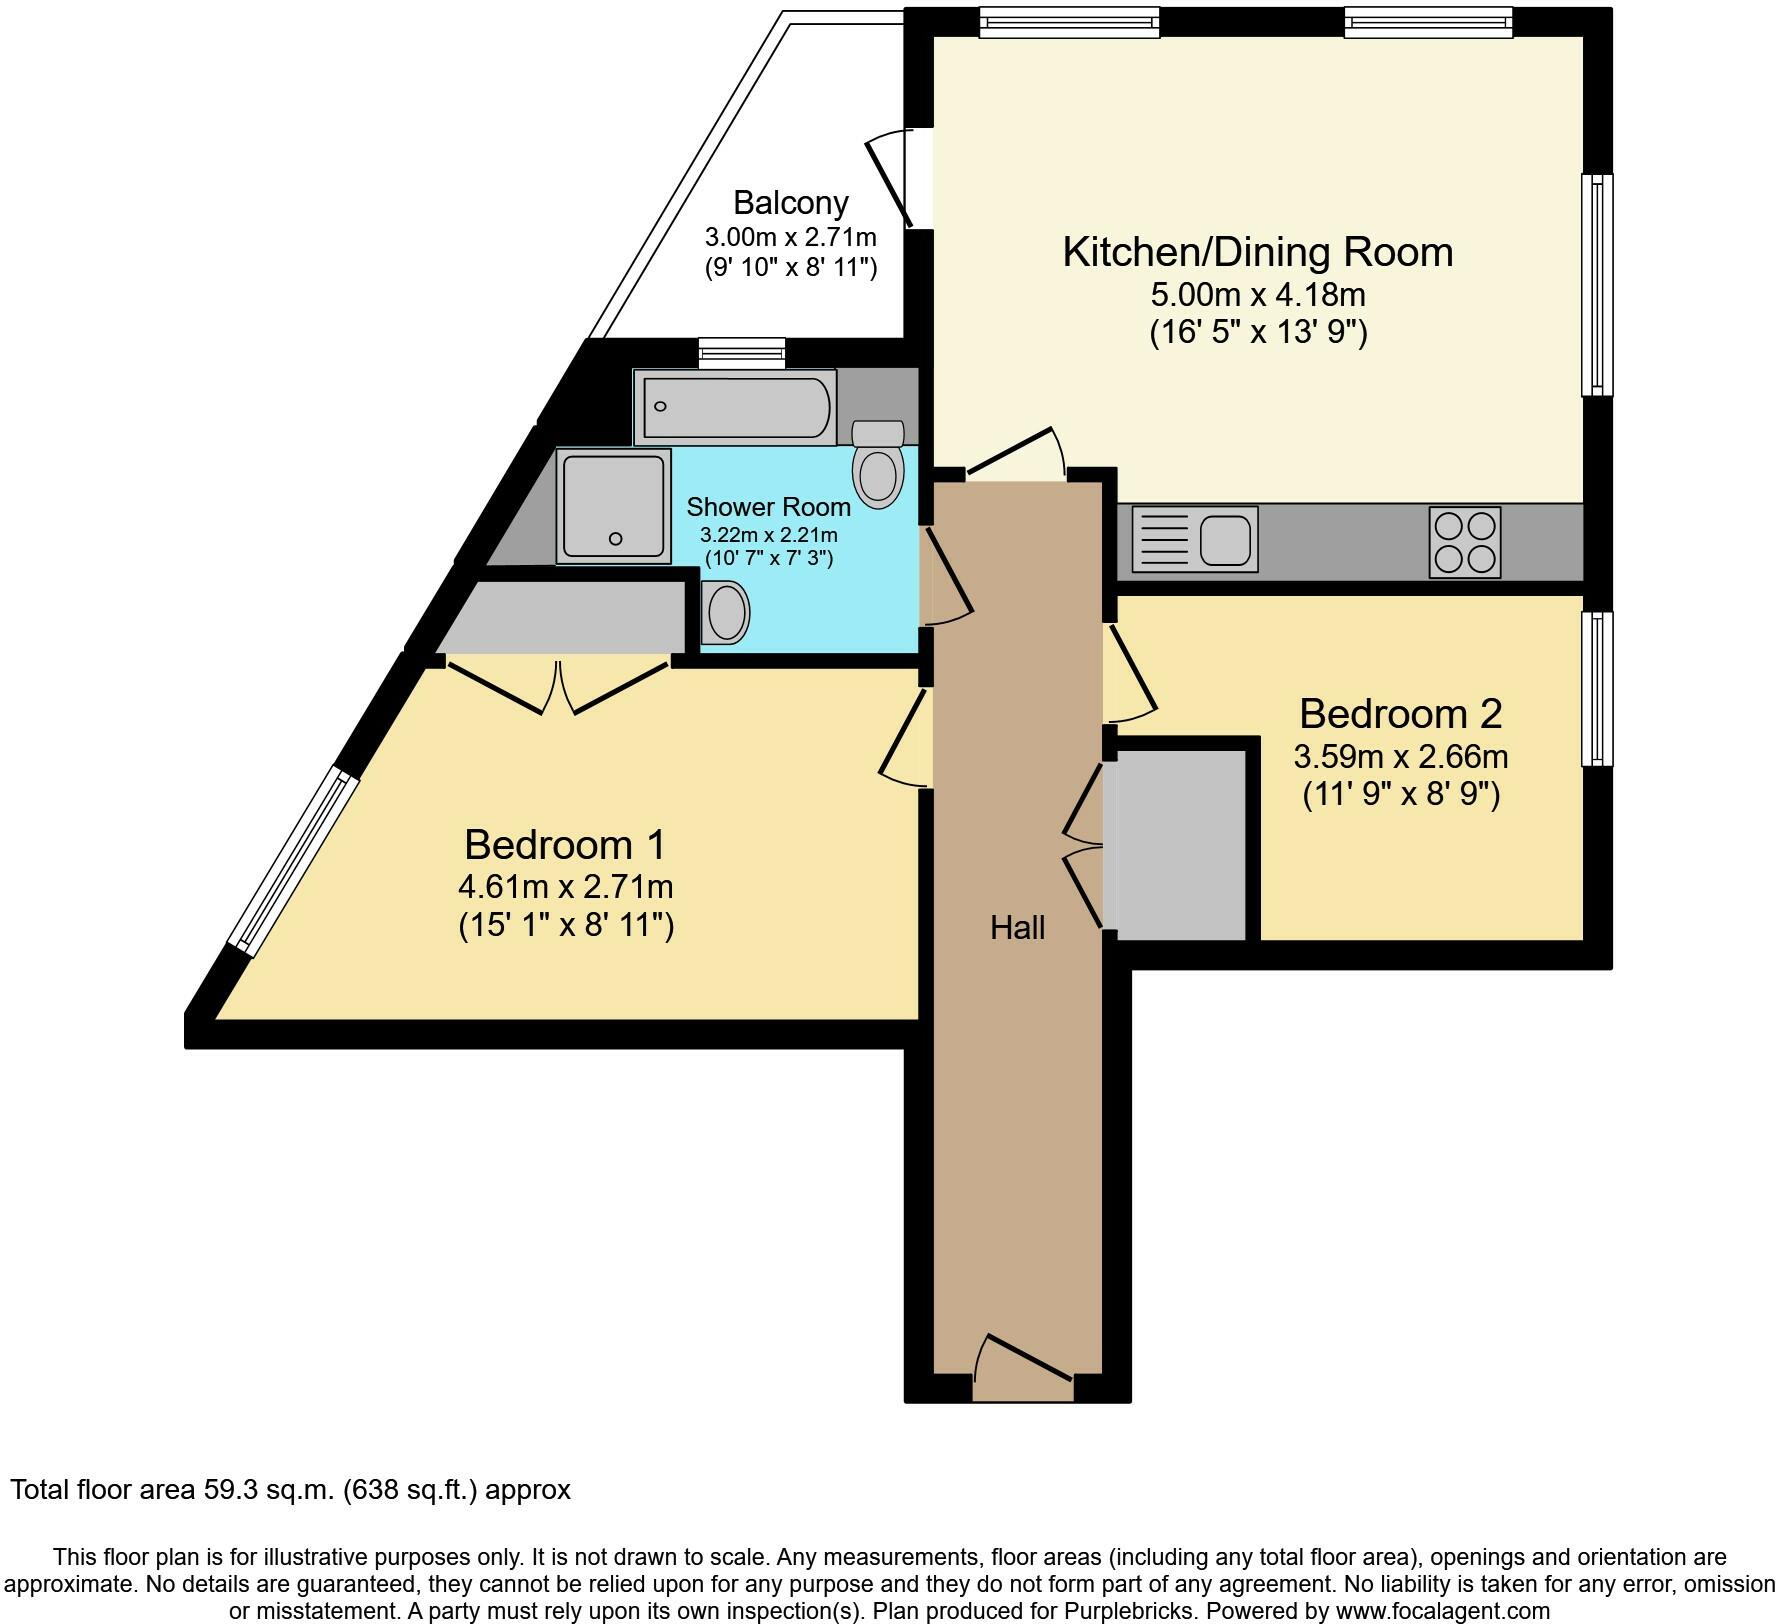 Balcony
3.00m x 2.71m
(9' 10" x 8' 11")
Kitchen/Dining Room
5.00m x 4.18m
(16' 5" x 13' 9")
Shower Room
3.22m x 2.21m
(10' 7" x 7' 3")
Bedroom 2
3.59m x 2.66m
(11' 9" x 8' 9")
Bedroom 1
4.61m x 2.71m
(15' 1" x 8' 11")
Hall
Total floor area 59.3 sq.m. (638 sq.ft.) approx
This floor plan is for illustrative purposes only. It is not drawn to scale. Any measurements, floor areas (including any total floor area), openings and orientation are
approximate. No details are guaranteed, they cannot be relied upon for any purpose and they do not form part of any agreement. No liability is taken for any error, omission
or misstatement. A party must rely upon its own inspection(s). Plan produced for Purplebricks. Powered by www.focalagent.com